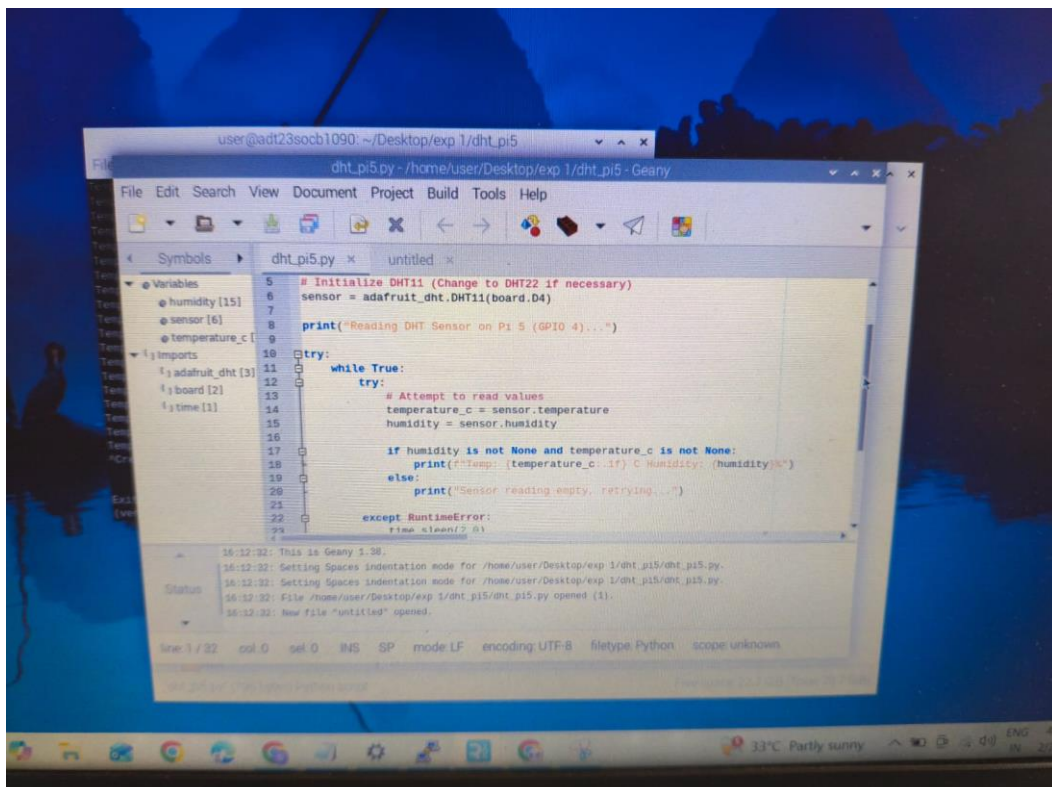 user@adt23socb1090: ~/Desktop/exp 1/dht_pi5
File
dht_pi5.py - /home/user/Desktop/exp 1/dht_pi5 - Geany
File Edit Search View Document Project Build Tools Help
Symbols
dht_pi5.py × untitled ×
Variables
humidity [15]
sensor [6]
temperature_c [
Imports
adafruit_dht [3]
board [2]
time [1]
5 # Initialize DHT11 (Change to DHT22 if necessary)
6 sensor = adafruit_dht.DHT11(board.D4)
7
8 print("Reading DHT Sensor on Pi 5 (GPIO 4)...")
9
10 try:
11 while True:
12 try:
13 # Attempt to read values
14 temperature_c = sensor.temperature
15 humidity = sensor.humidity
16
17 if humidity is not None and temperature_c is not None:
18 print(f"Temp: {temperature_c:.1f} C Humidity: {humidity}%")
19 else:
20 print("Sensor reading empty, retrying...")
21
22 except RuntimeError:
23 time.sleep(2.0)
Status
16:12:32: This is Geany 1.38.
16:12:32: Setting Spaces indentation mode for /home/user/Desktop/exp 1/dht_pi5/dht_pi5.py.
16:12:32: Setting Spaces indentation mode for /home/user/Desktop/exp 1/dht_pi5/dht_pi5.py.
16:12:32: File /home/user/Desktop/exp 1/dht_pi5/dht_pi5.py opened (1).
16:12:32: New file "untitled" opened.
line: 1 / 32 col: 0 sel: 0 INS SP mode: LF encoding: UTF-8 filetype: Python scope: unknown
33°C Partly sunny
ENG
IN